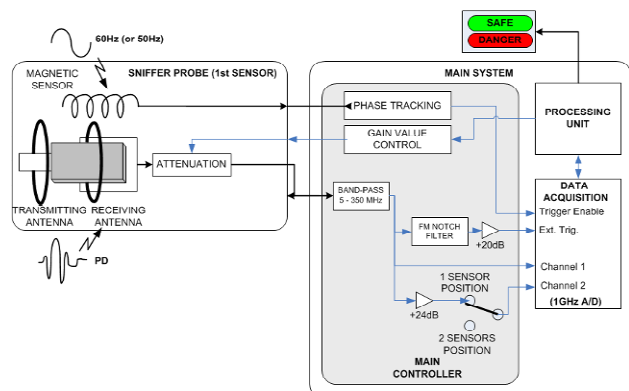 SAFE
DANGER
60Hz (or 50Hz)
SNIFFER PROBE (1st SENSOR)
MAIN SYSTEM
MAGNETIC
SENSOR
PHASE TRACKING
GAIN VALUE
CONTROL
PROCESSING
UNIT
ATTENUATION
BAND-PASS
5 - 350 MHz
DATA
ACQUISITION
Trigger Enable
TRANSMITTING
ANTENNA
RECEIVING
ANTENNA
FM NOTCH
FILTER
+20dB
Ext. Trig.
PD
1 SENSOR
POSITION
Channel 1
Channel 2
+24dB
(1GHz A/D)
2 SENSORS
POSITION
MAIN
CONTROLLER